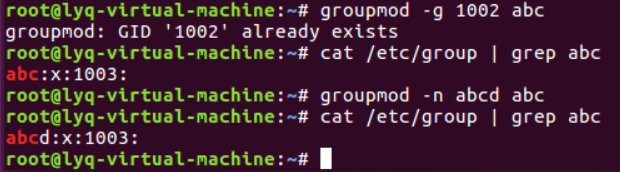 root@lyq-virtual-machine:~# groupmod -g 1002 abc
groupmod: GID '1002' already exists
root@lyq-virtual-machine:~# cat /etc/group | grep abc
abc:x:1003:
root@lyq-virtual-machine:~# groupmod -n abcd abc
root@lyq-virtual-machine:~# cat /etc/group | grep abc
abcd:x:1003:
root@lyq-virtual-machine:~#